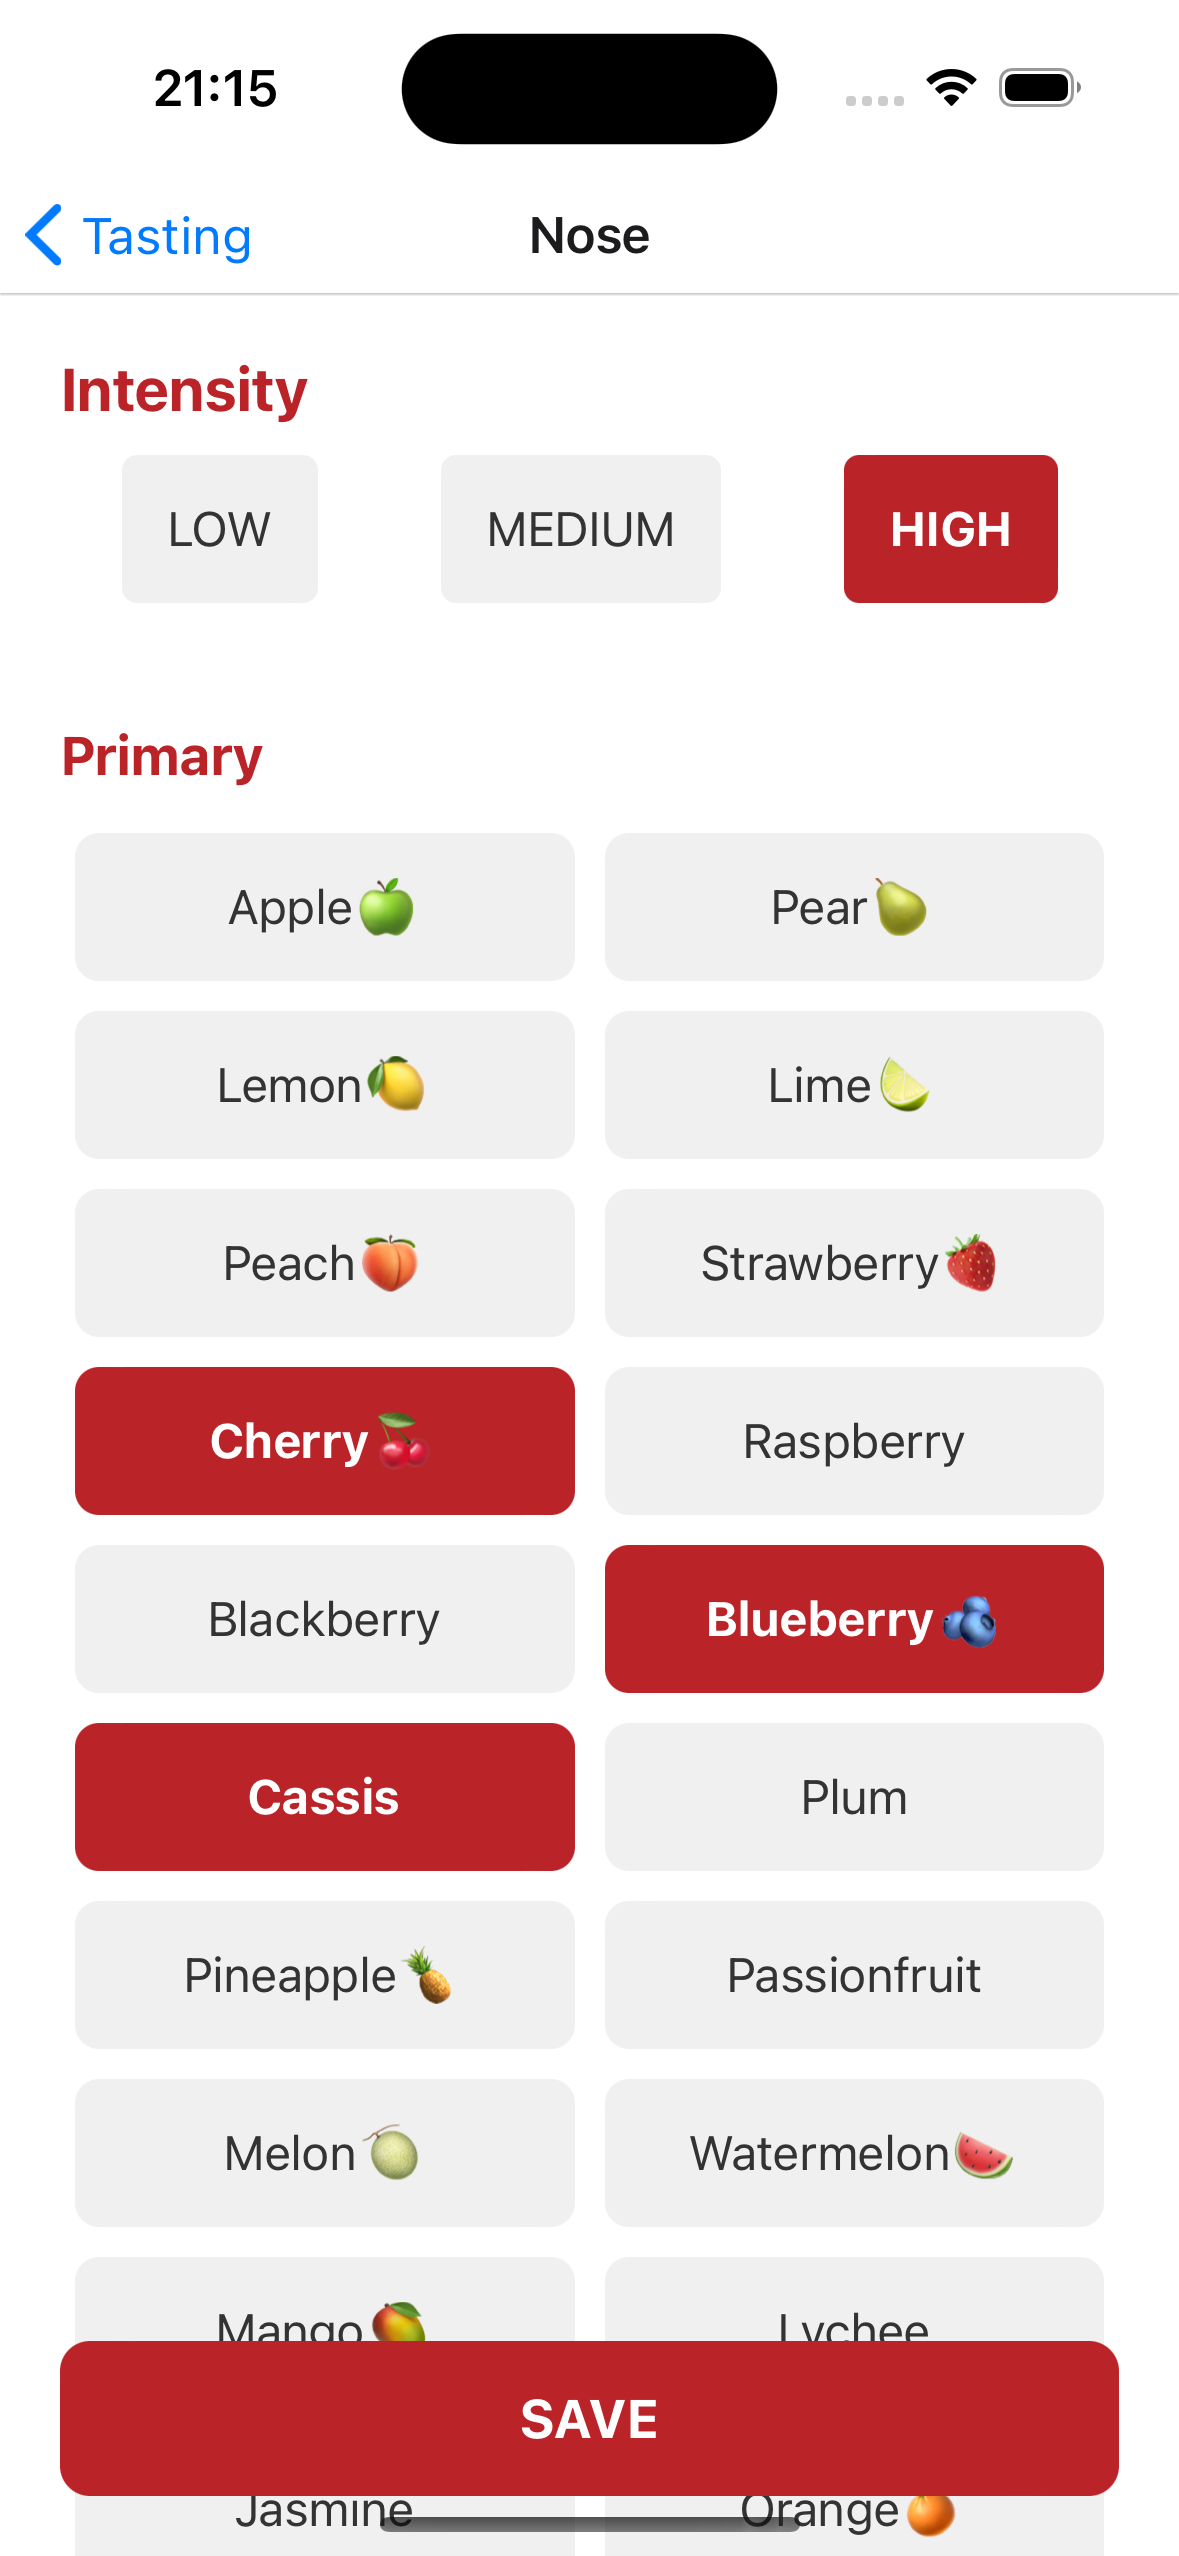 21:15
Tasting
Nose
Intensity
LOW
MEDIUM
HIGH
Primary
Apple🍏
Pear🍐
Lemon🍋
Lime🍋‍🟩
Peach🍑
Strawberry🍓
Cherry🍒
Raspberry
Blackberry
Blueberry🫐
Cassis
Plum
Pineapple🍍
Passionfruit
Melon🍈
Watermelon🍉
Mango🥭
Lychee
SAVE
Jasmine
Orange🍊